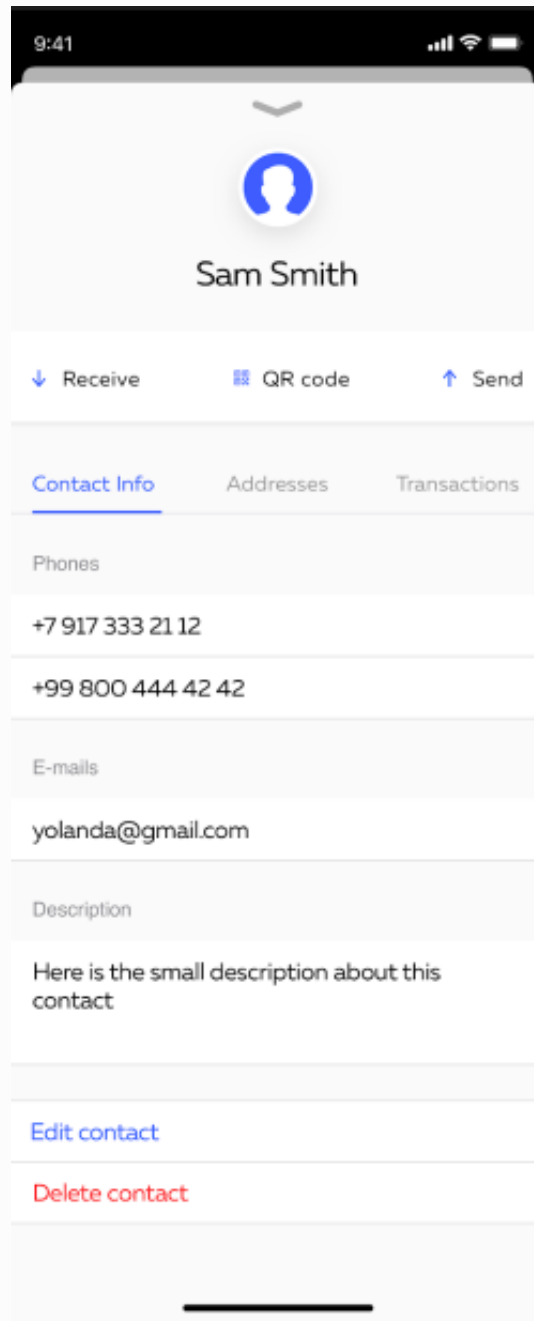 9:41
Sam Smith
Receive QR code Send
Contact Info Addresses Transactions
Phones
+7 917 333 21 12
+99 800 444 42 42
E-mails
yolanda@gmail.com
Description
Here is the small description about this
contact
Edit contact
Delete contact